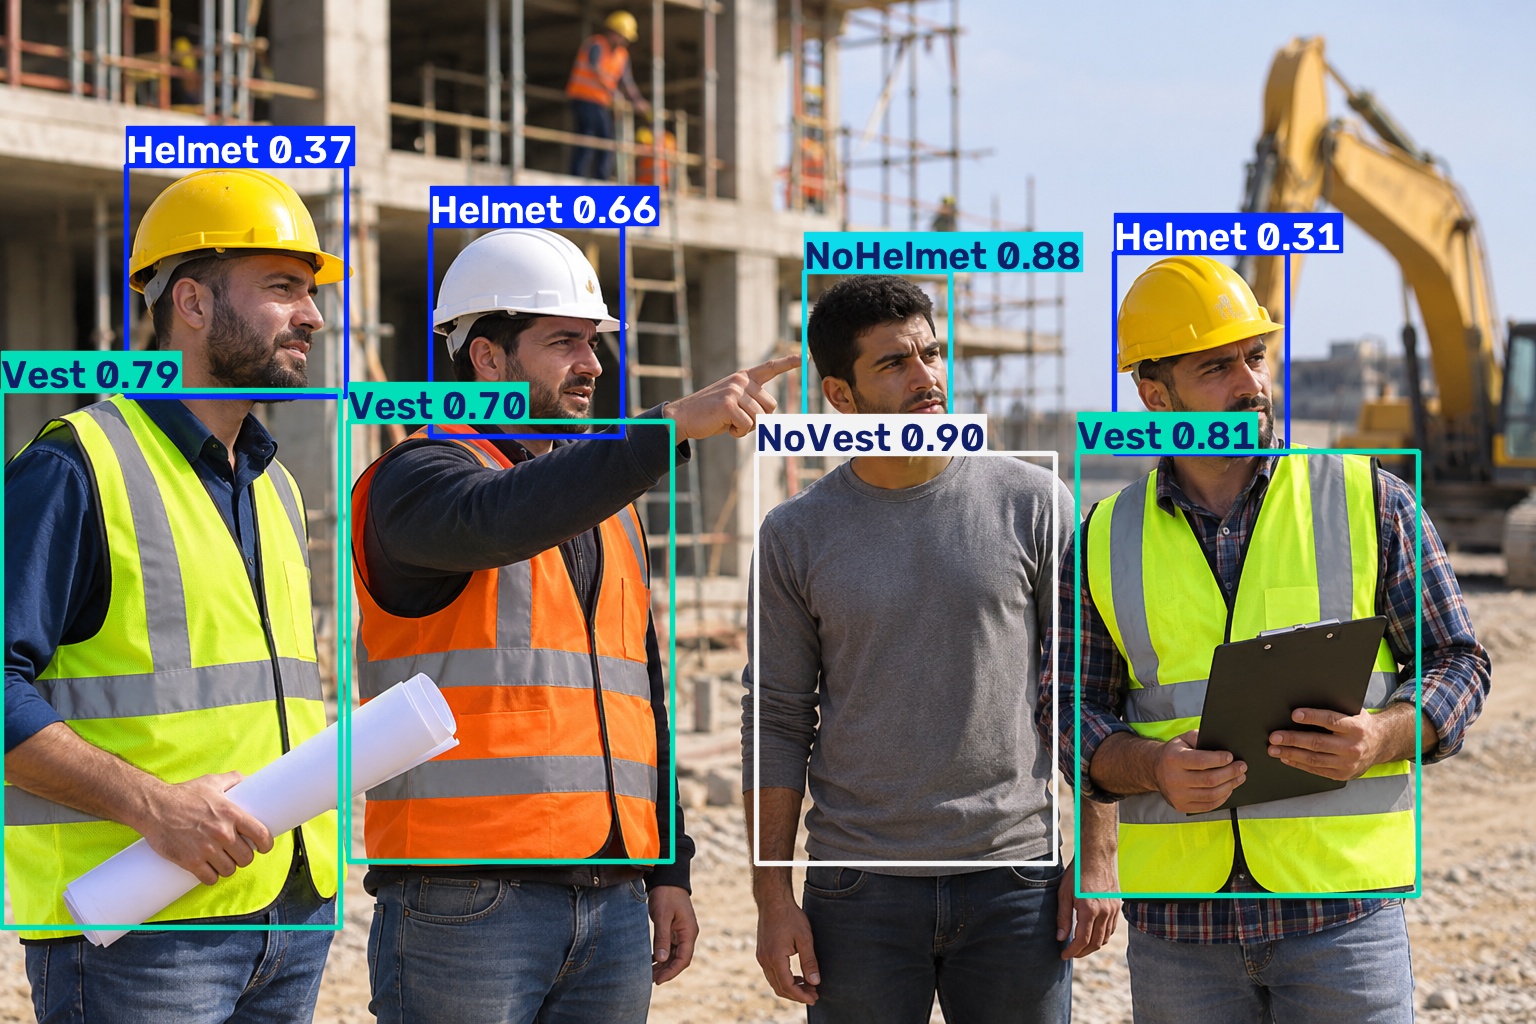 Helmet 0.37
Helmet 0.66
Helmet 0.31
NoHelmet 0.88
Vest 0.79
Vest 0.70
NoVest 0.90
Vest 0.81